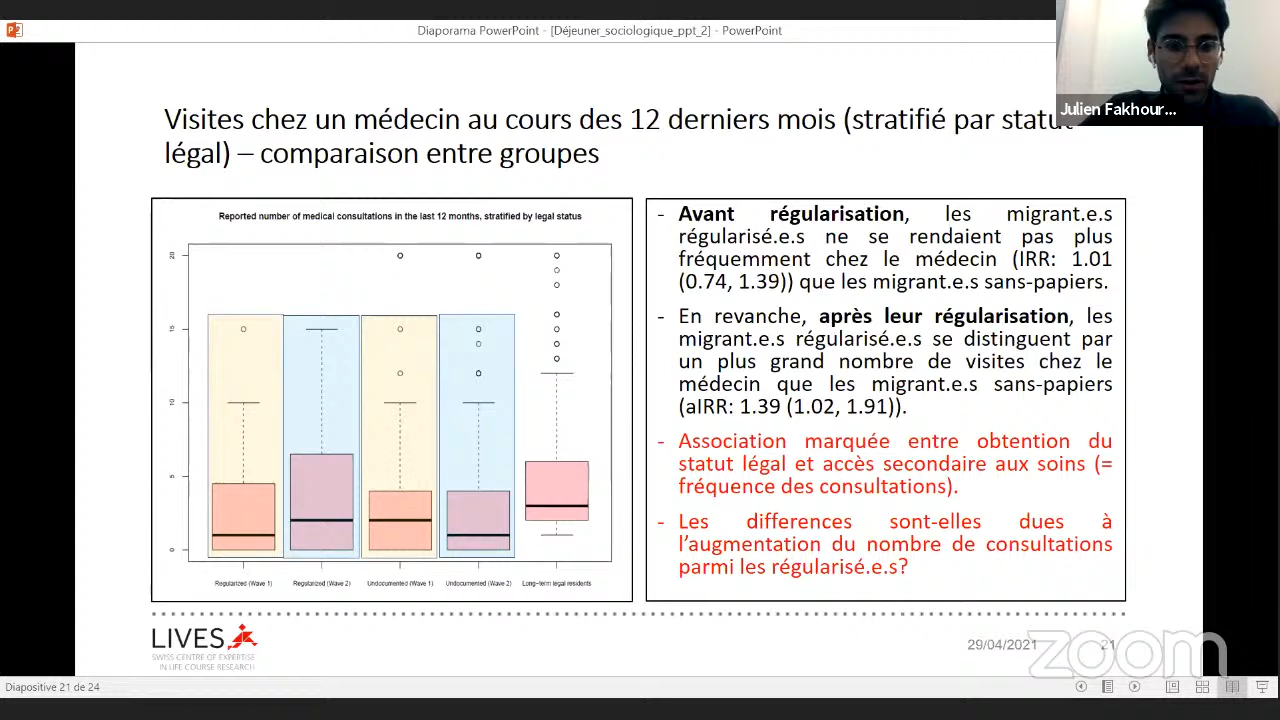 Diaporama PowerPoint - [Déjeuner_sociologique_ppt_2] - PowerPoint
Julien Fakhour...
Visites chez un médecin au cours des 12 derniers mois (stratifié par statut
légal) – comparaison entre groupes
Reported number of medical consultations in the last 12 months, stratified by legal status
20
15
10
5
0
Regularized (Wave 1) Regularized (Wave 2) Undocumented (Wave 1) Undocumented (Wave 2) Long-term legal residents
- Avant régularisation, les migrant.e.s
régularisé.e.s ne se rendaient pas plus
fréquemment chez le médecin (IRR: 1.01
(0.74, 1.39)) que les migrant.e.s sans-papiers.
- En revanche, après leur régularisation, les
migrant.e.s régularisé.e.s se distinguent par
un plus grand nombre de visites chez le
médecin que les migrant.e.s sans-papiers
(aIRR: 1.39 (1.02, 1.91)).
- Association marquée entre obtention du
statut légal et accès secondaire aux soins (=
fréquence des consultations).
- Les differences sont-elles dues à
l’augmentation du nombre de consultations
parmi les régularisé.e.s?
LIVES
SWISS CENTRE OF EXPERTISE
IN LIFE COURSE RESEARCH
29/04/2021
21
zoom
Diapositive 21 de 24